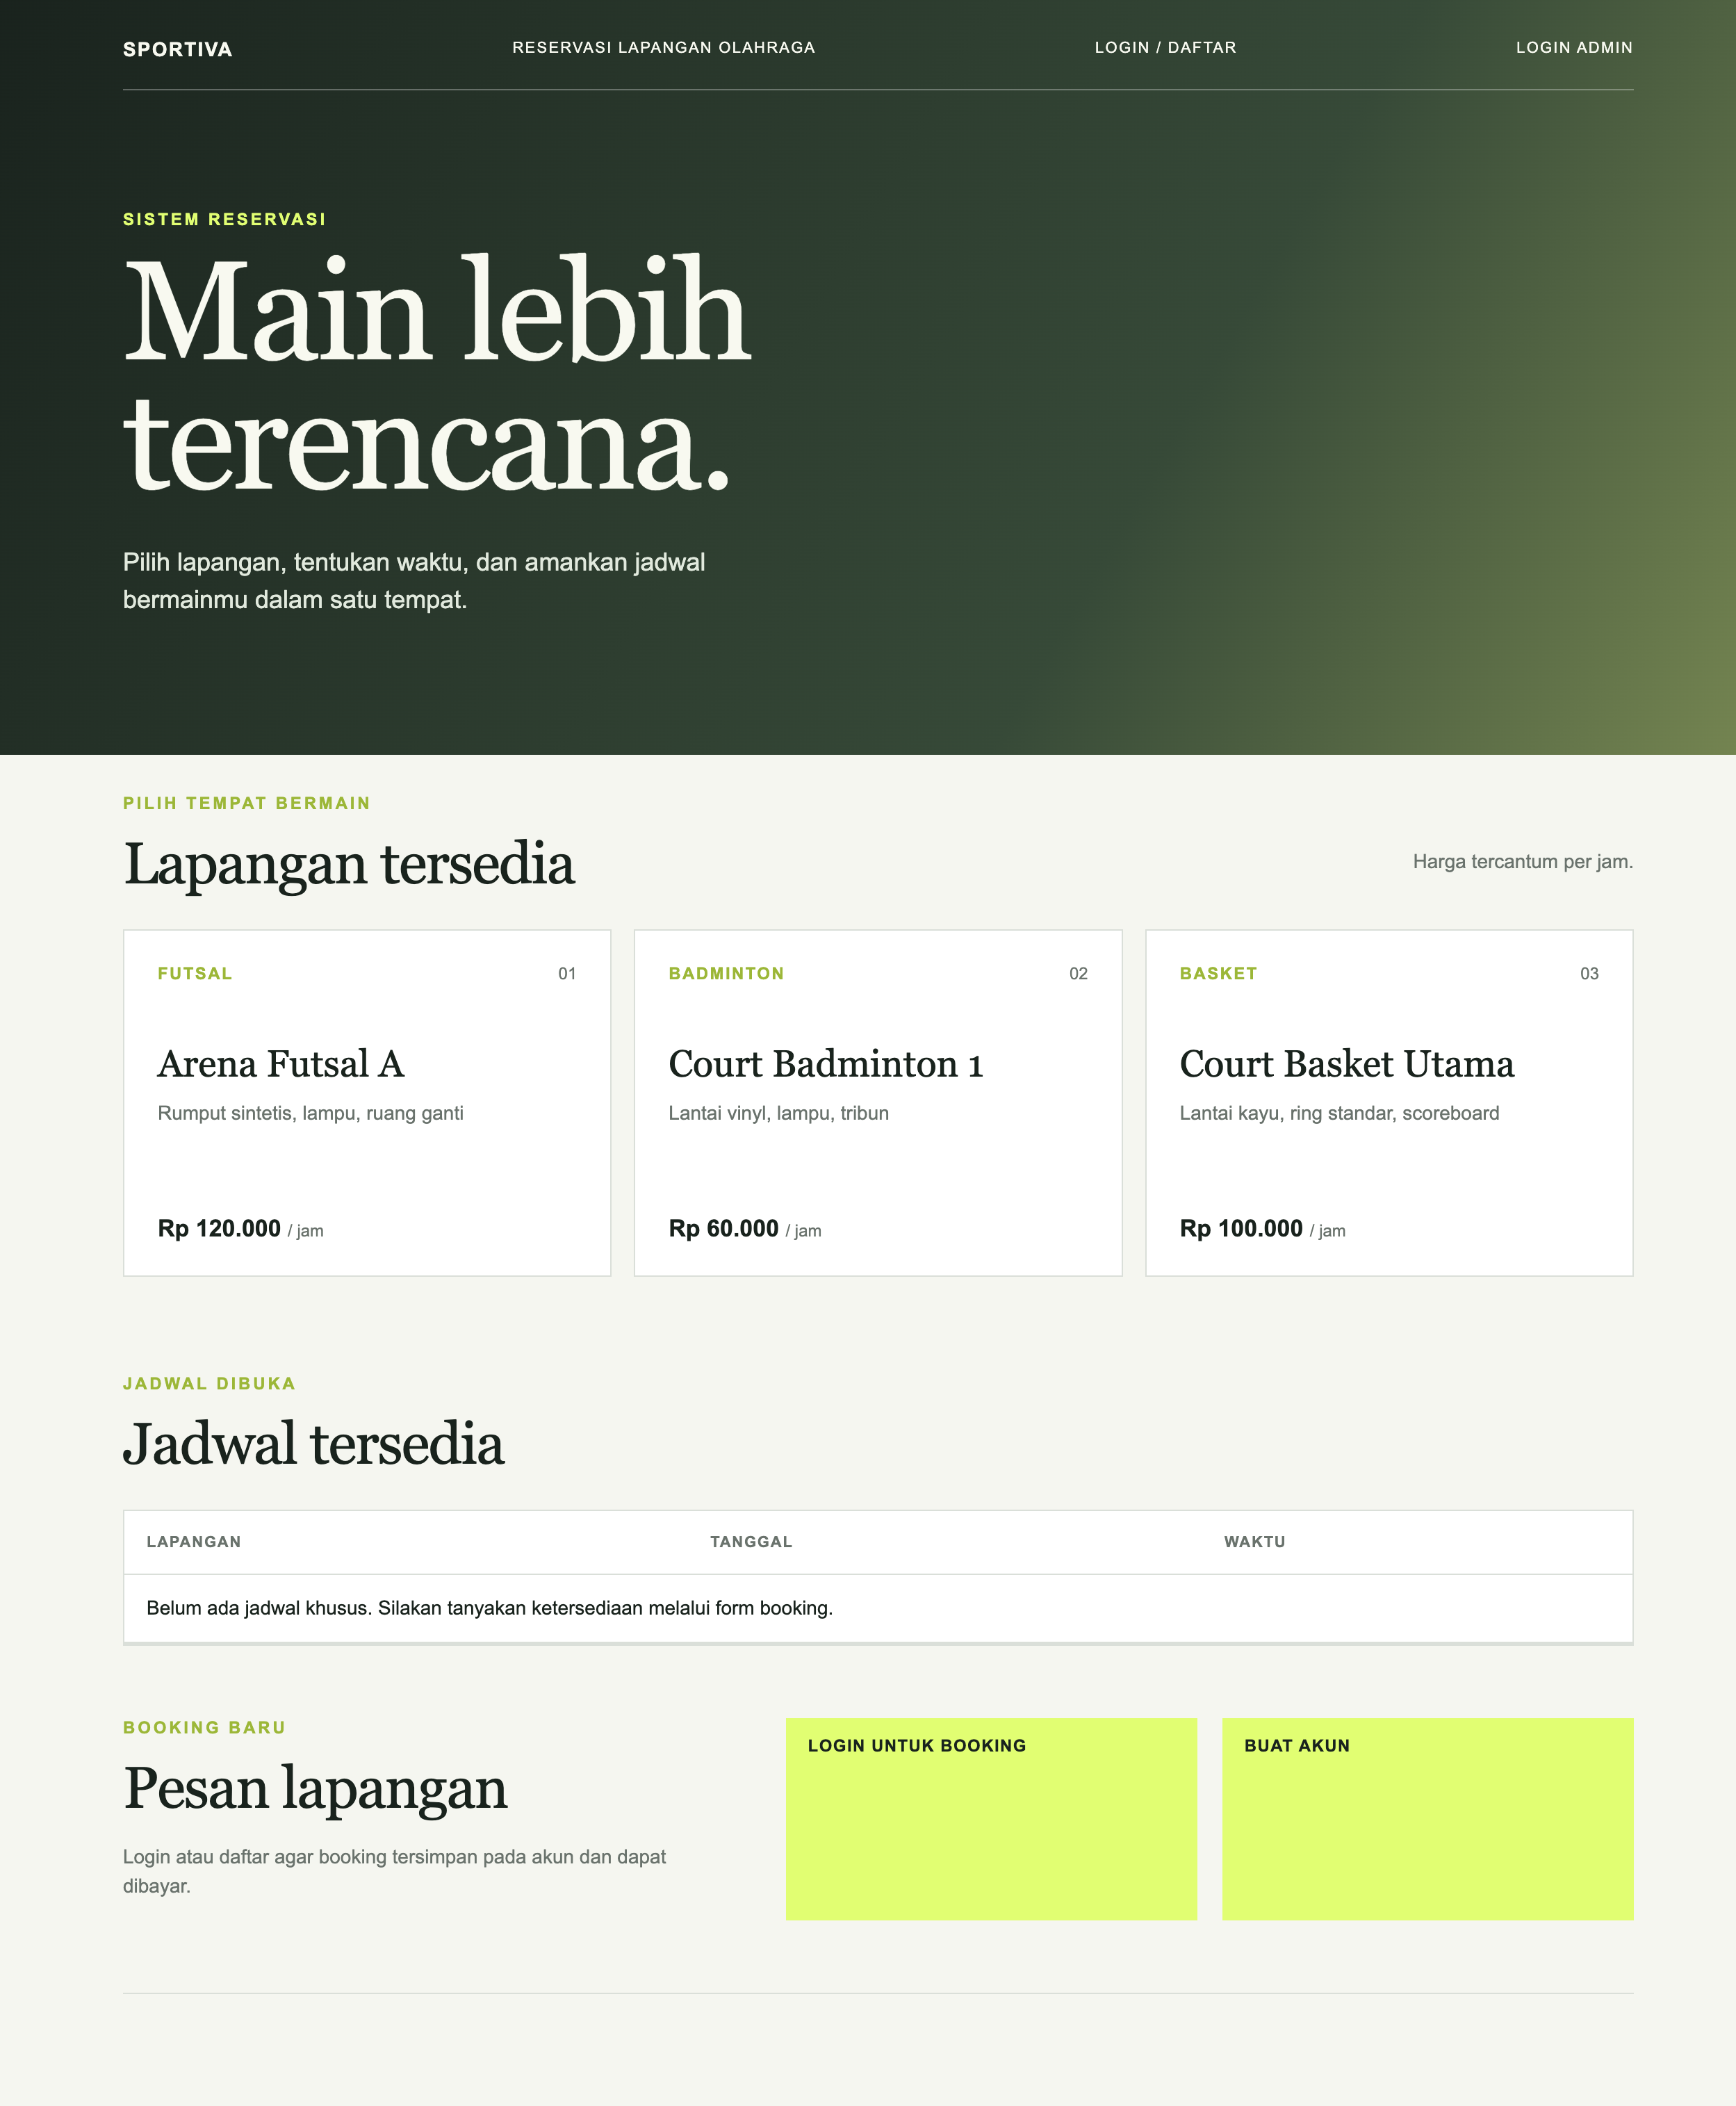 SPORTIVA
RESERVASI LAPANGAN OLAHRAGA
LOGIN / DAFTAR
LOGIN ADMIN
SISTEM RESERVASI
Main lebih
terencana.
Pilih lapangan, tentukan waktu, dan amankan jadwal
bermainmu dalam satu tempat.
PILIH TEMPAT BERMAIN
Lapangan tersedia
Harga tercantum per jam.
FUTSAL 01
Arena Futsal A
Rumput sintetis, lampu, ruang ganti
Rp 120.000 / jam
BADMINTON 02
Court Badminton 1
Lantai vinyl, lampu, tribun
Rp 60.000 / jam
BASKET 03
Court Basket Utama
Lantai kayu, ring standar, scoreboard
Rp 100.000 / jam
JADWAL DIBUKA
Jadwal tersedia
LAPANGAN TANGGAL WAKTU
Belum ada jadwal khusus. Silakan tanyakan ketersediaan melalui form booking.
BOOKING BARU
Pesan lapangan
Login atau daftar agar booking tersimpan pada akun dan dapat
dibayar.
LOGIN UNTUK BOOKING
BUAT AKUN